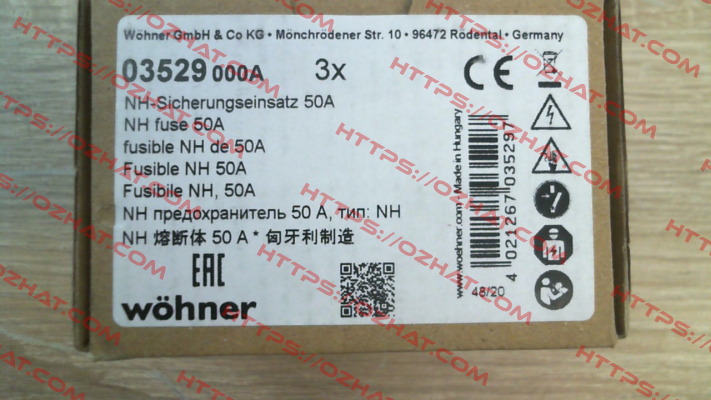 Wöhner GmbH & Co KG • Mönchrodener Str. 10 • 96472 Rödental • Germany
03529 000A 3x
NH-Sicherungseinsatz 50A
NH fuse 50A
fusible NH de 50A
Fusible NH 50A
Fusibile NH, 50A
NH предохранитель 50 A, тип: NH
NH 熔断体 50 A * 匈牙利制造
EAC
wöhner
CE
www.woehner.com Made in Hungary
4 021267 035297
48/20
HTTPS://OZHAT.COM